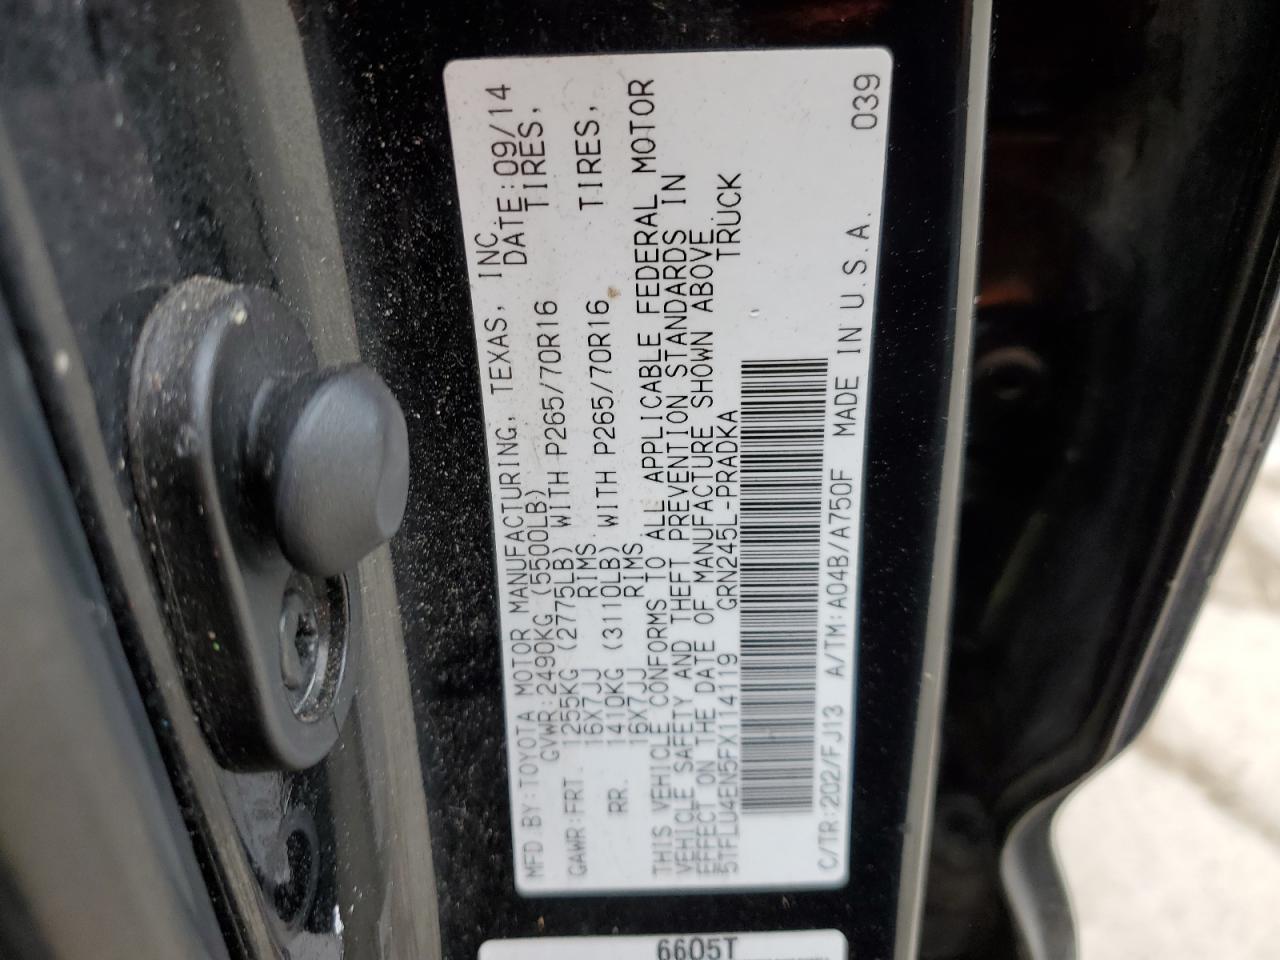 MFD BY:TOYOTA MOTOR MANUFACTURING, TEXAS, INC
GVWR:2490KG (5500LB) DATE:09/14
GAWR:FRT. 1255KG (2775LB) WITH P265/70R16 TIRES,
16X7JJ RIMS,
RR. 1410KG (3110LB) WITH P265/70R16 TIRES,
16X7JJ RIMS
THIS VEHICLE CONFORMS TO ALL APPLICABLE FEDERAL MOTOR
VEHICLE SAFETY AND THEFT PREVENTION STANDARDS IN
EFFECT ON THE DATE OF MANUFACTURE SHOWN ABOVE.
5TFLU4EN5FX114119 GRN245L-PRADKA TRUCK
C/TR:202/FJ13 A/TM:A04B/A750F MADE IN U.S.A. 039
6605T